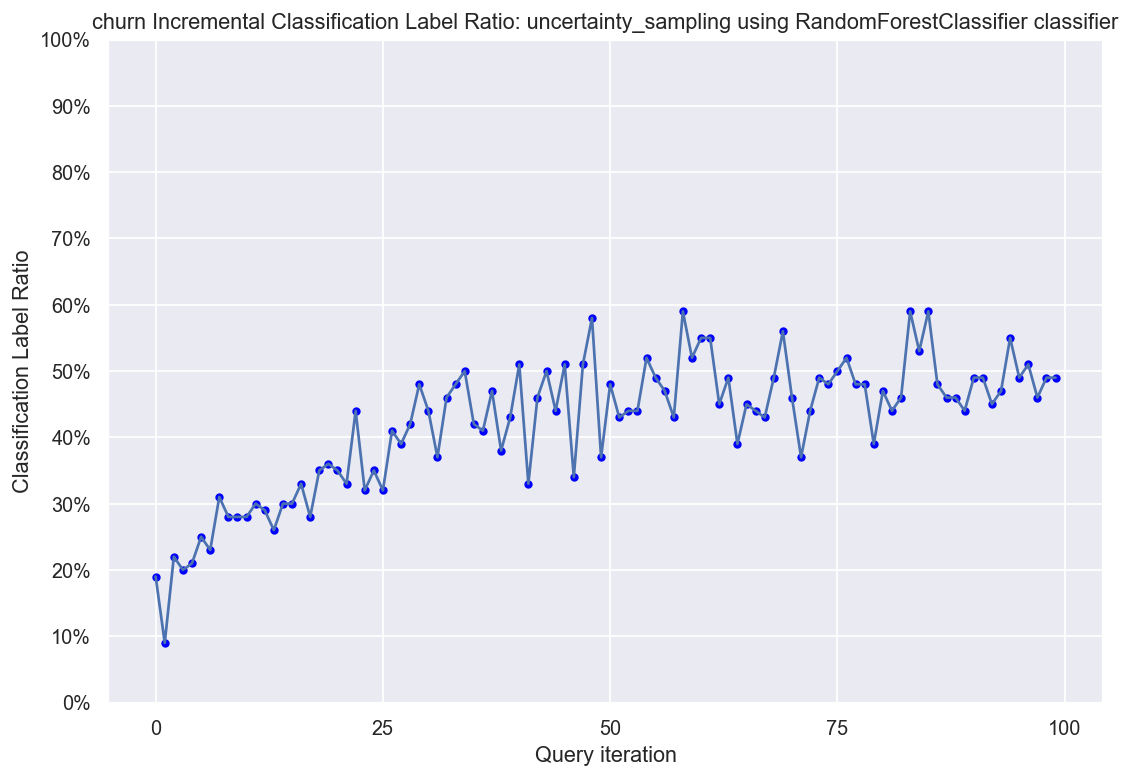 churn Incremental Classification Label Ratio: uncertainty_sampling using RandomForestClassifier classifier
100%
90%
80%
70%
60%
50%
40%
30%
20%
10%
0%
Classification Label Ratio
0 25 50 75 100
Query iteration